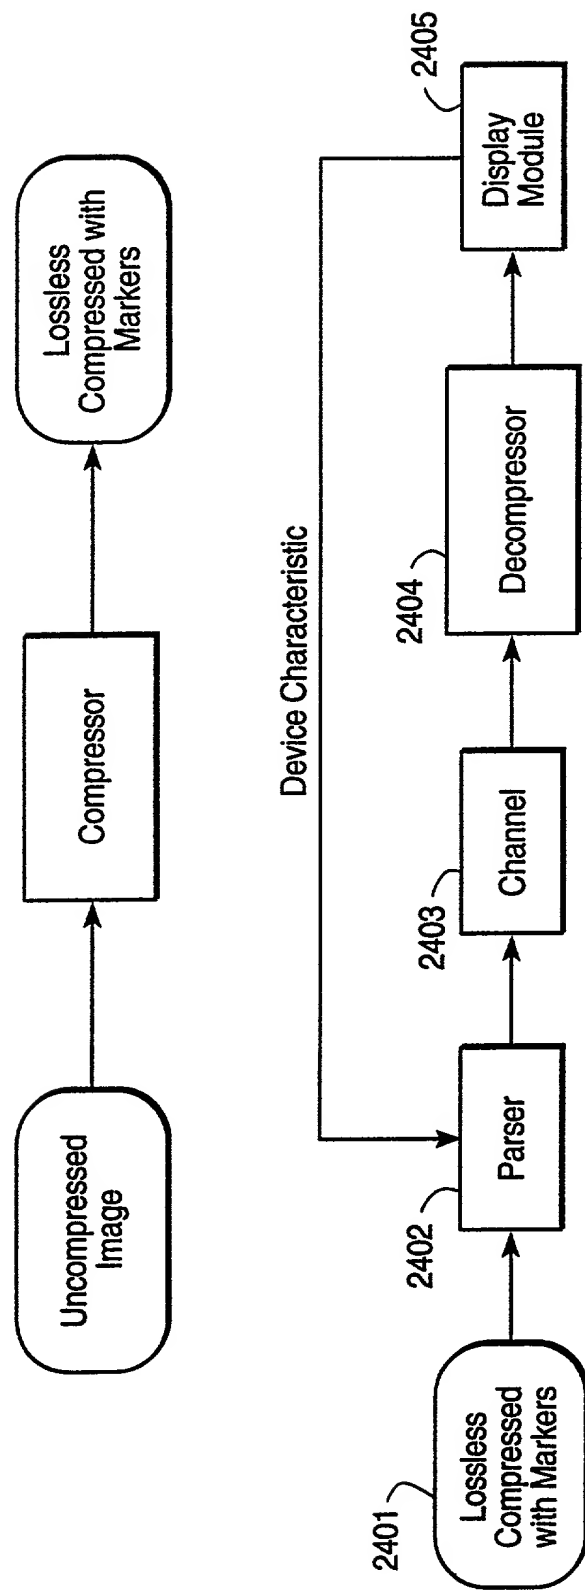 Uncompressed
Image
Compressor
Lossless
Compressed with
Markers
Device Characteristic
2401
Lossless
Compressed
with Markers
2402
Parser
2403
Channel
2404
Decompressor
2405
Display
Module